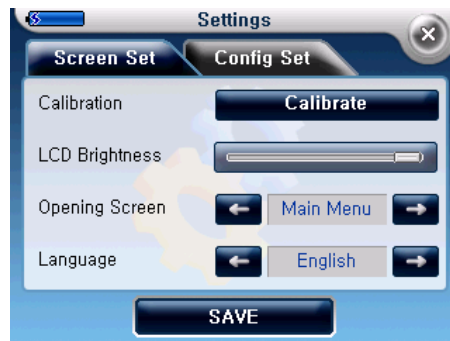 Settings
Screen Set Config Set
Calibration Calibrate
LCD Brightness
Opening Screen Main Menu
Language English
SAVE